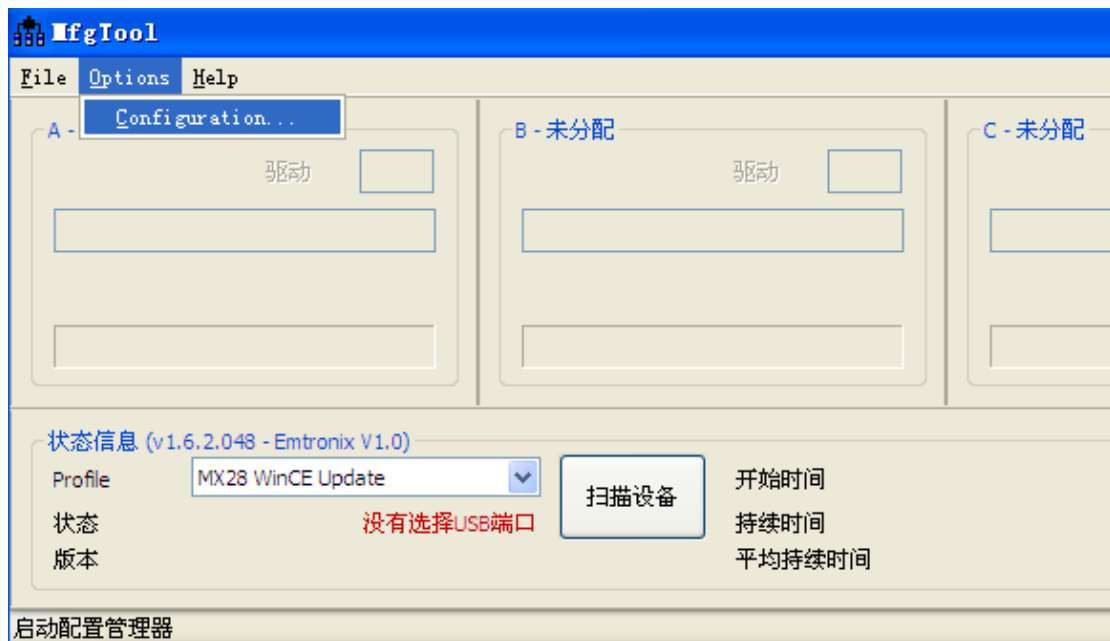 MfgTool
File Options Help
Configuration...
A -
B - 未分配
C - 未分配
驱动
驱动
状态信息 (v1.6.2.048 - Emtronix V1.0)
Profile
MX28 WinCE Update
扫描设备
开始时间
状态
没有选择USB端口
持续时间
版本
平均持续时间
启动配置管理器